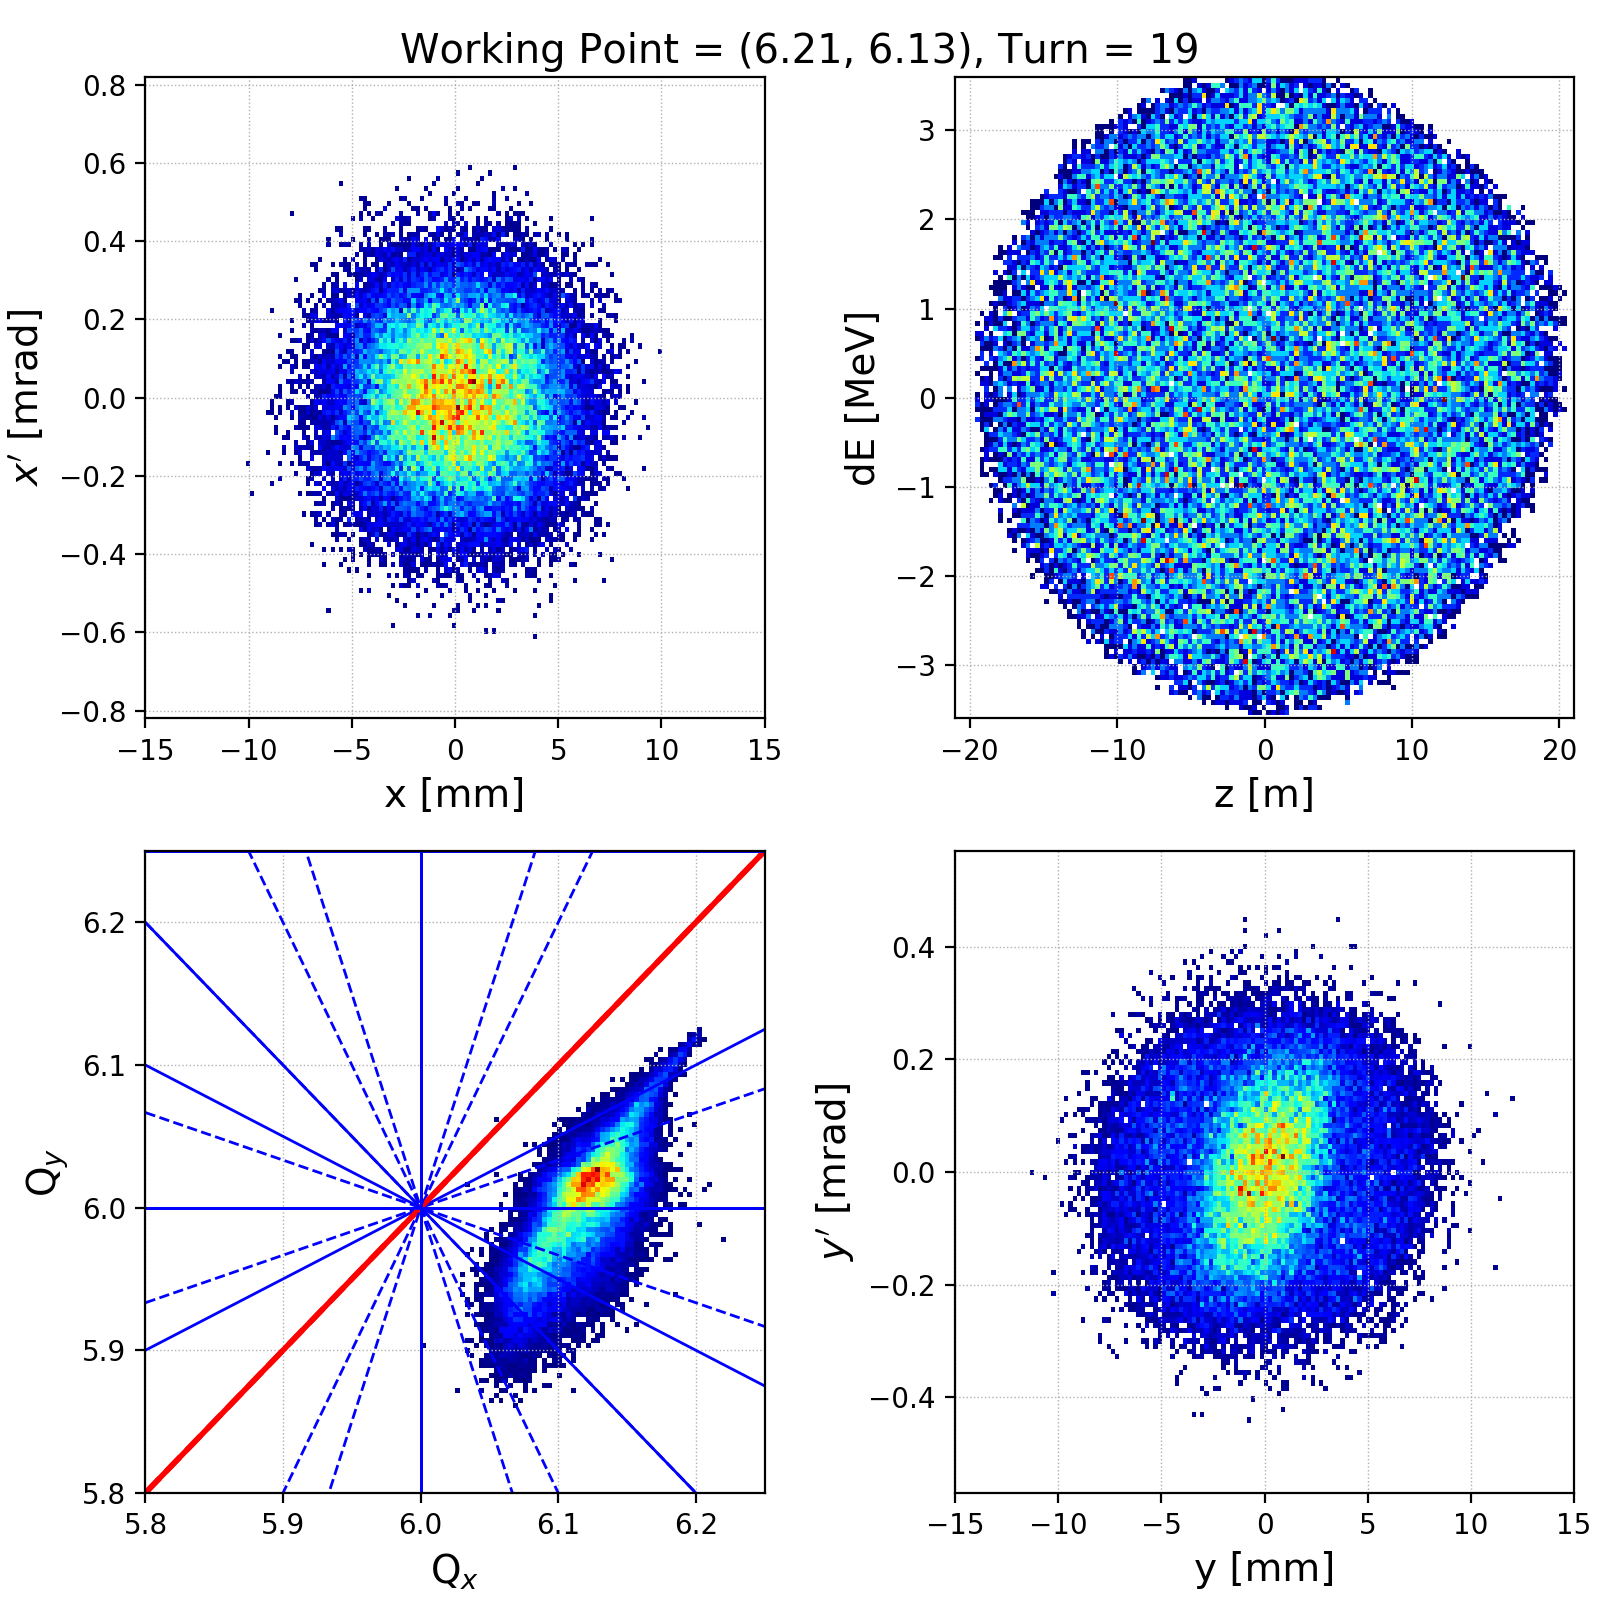 Working Point = (6.21, 6.13), Turn = 19
0.8
0.6
0.4
0.2
0.0
−0.2
−0.4
−0.6
−0.8
x′ [mrad]
−15 −10 −5 0 5 10 15
x [mm]
3
2
1
0
−1
−2
−3
dE [MeV]
−20 −10 0 10 20
z [m]
6.2
6.1
6.0
5.9
5.8
Qy
5.8 5.9 6.0 6.1 6.2
Qx
0.4
0.2
0.0
−0.2
−0.4
y′ [mrad]
−15 −10 −5 0 5 10 15
y [mm]